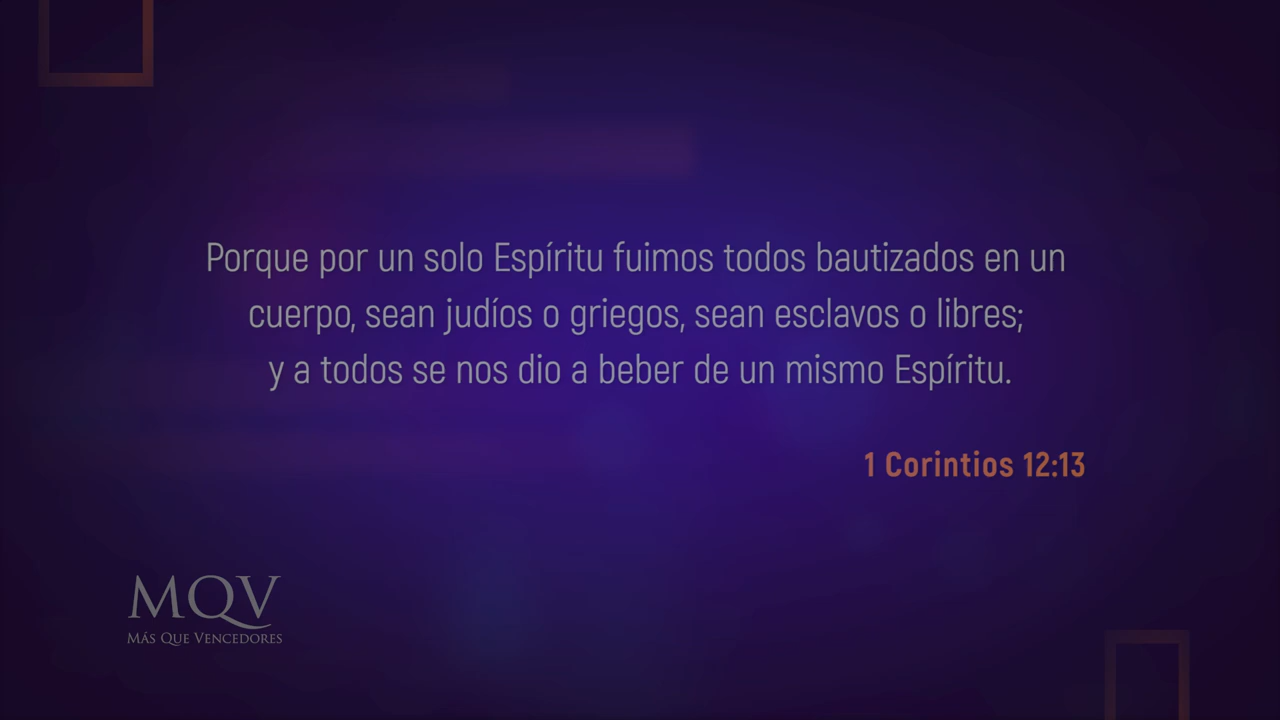 Porque por un solo Espíritu fuimos todos bautizados en un
cuerpo, sean judíos o griegos, sean esclavos o libres;
y a todos se nos dio a beber de un mismo Espíritu.
1 Corintios 12:13
MQV
Más Que Vencedores